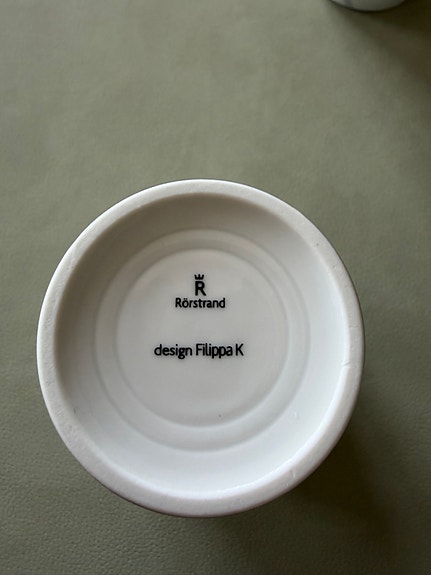 R
Rörstrand
design Filippa K